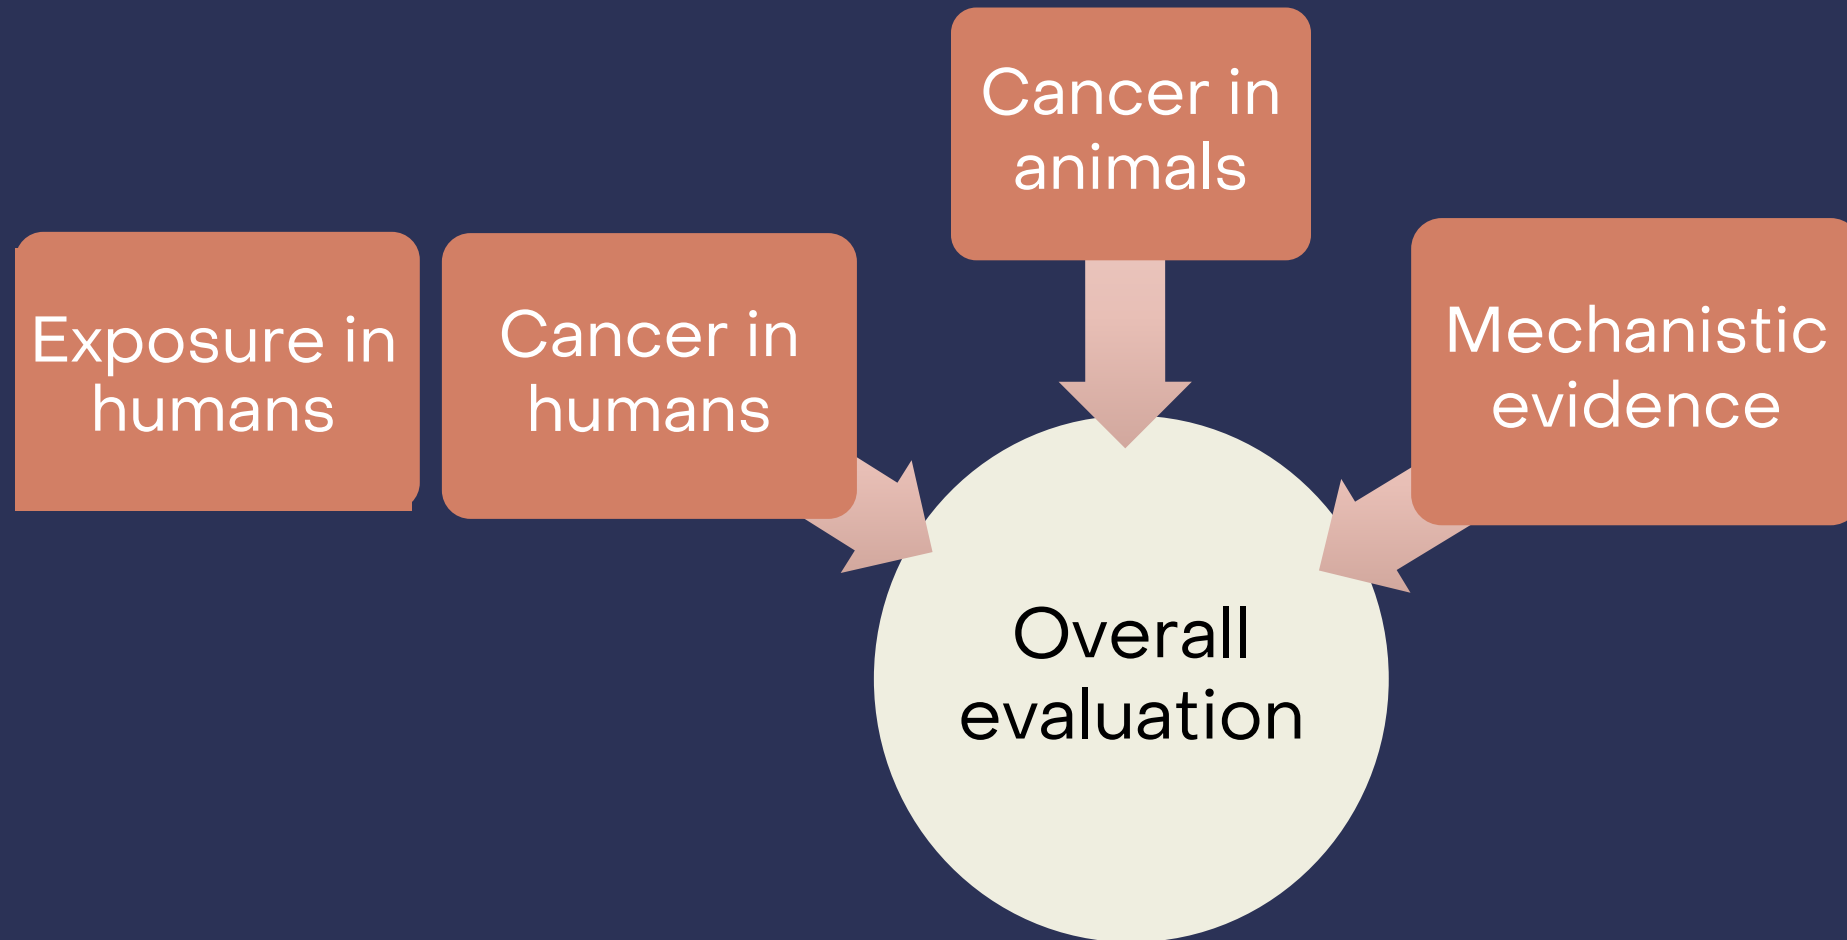 Cancer in
animals
Exposure in
humans
Cancer in
humans
Mechanistic
evidence
Overall
evaluation